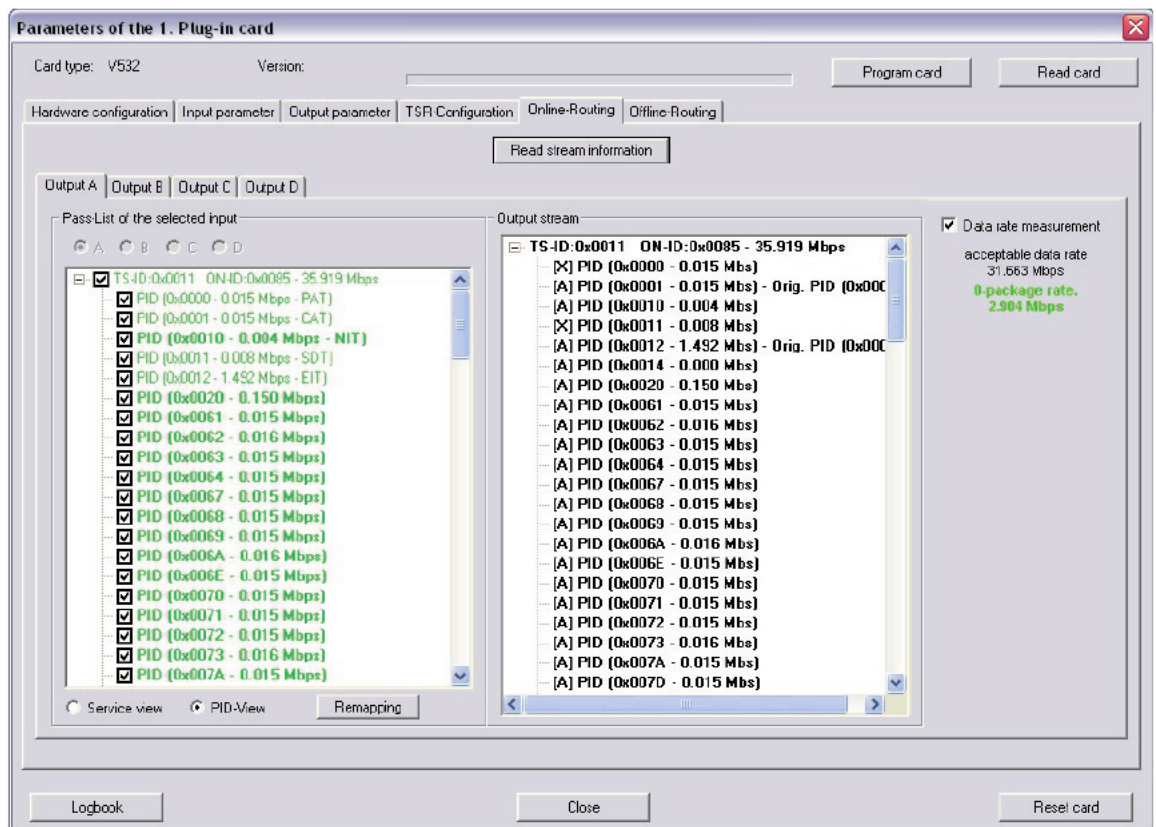 Parameters of the 1. Plug-in card
Card type: V532 Version:
Program card Read card
Hardware configuration Input parameter Output parameter TSR-Configuration Online-Routing Offline-Routing
Read stream information
Output A Output B Output C Output D
Pass-List of the selected input
A B C D
TS-ID:0x0011 ON-ID:0x0085 - 35.919 Mbps
PID (0x0000 - 0.015 Mbps - PAT)
PID (0x0001 - 0.015 Mbps - CAT)
PID (0x0010 - 0.004 Mbps - NIT)
PID (0x0011 - 0.008 Mbps - SDT)
PID (0x0012 - 1.492 Mbps - EIT)
PID (0x0020 - 0.150 Mbps)
PID (0x0061 - 0.015 Mbps)
PID (0x0062 - 0.016 Mbps)
PID (0x0063 - 0.015 Mbps)
PID (0x0064 - 0.015 Mbps)
PID (0x0067 - 0.015 Mbps)
PID (0x0068 - 0.015 Mbps)
PID (0x0069 - 0.015 Mbps)
PID (0x006A - 0.016 Mbps)
PID (0x006E - 0.015 Mbps)
PID (0x0070 - 0.015 Mbps)
PID (0x0071 - 0.015 Mbps)
PID (0x0072 - 0.015 Mbps)
PID (0x0073 - 0.016 Mbps)
PID (0x007A - 0.015 Mbps)
Service view PID-View Remapping
Output stream
TS-ID:0x0011 ON-ID:0x0085 - 35.919 Mbps
[X] PID (0x0000 - 0.015 Mbs)
[A] PID (0x0001 - 0.015 Mbs) - Orig. PID (0x000
[A] PID (0x0010 - 0.004 Mbs)
[X] PID (0x0011 - 0.008 Mbs)
[A] PID (0x0012 - 1.492 Mbs) - Orig. PID (0x000
[A] PID (0x0014 - 0.000 Mbs)
[A] PID (0x0020 - 0.150 Mbs)
[A] PID (0x0061 - 0.015 Mbs)
[A] PID (0x0062 - 0.016 Mbs)
[A] PID (0x0063 - 0.015 Mbs)
[A] PID (0x0064 - 0.015 Mbs)
[A] PID (0x0067 - 0.015 Mbs)
[A] PID (0x0068 - 0.015 Mbs)
[A] PID (0x0069 - 0.015 Mbs)
[A] PID (0x006A - 0.016 Mbs)
[A] PID (0x006E - 0.015 Mbs)
[A] PID (0x0070 - 0.015 Mbs)
[A] PID (0x0071 - 0.015 Mbs)
[A] PID (0x0072 - 0.015 Mbs)
[A] PID (0x0073 - 0.016 Mbs)
[A] PID (0x007A - 0.015 Mbs)
[A] PID (0x007D - 0.015 Mbs)
Data rate measurement
acceptable data rate
31.663 Mbps
0-package rate.
2.904 Mbps
Logbook Close Reset card